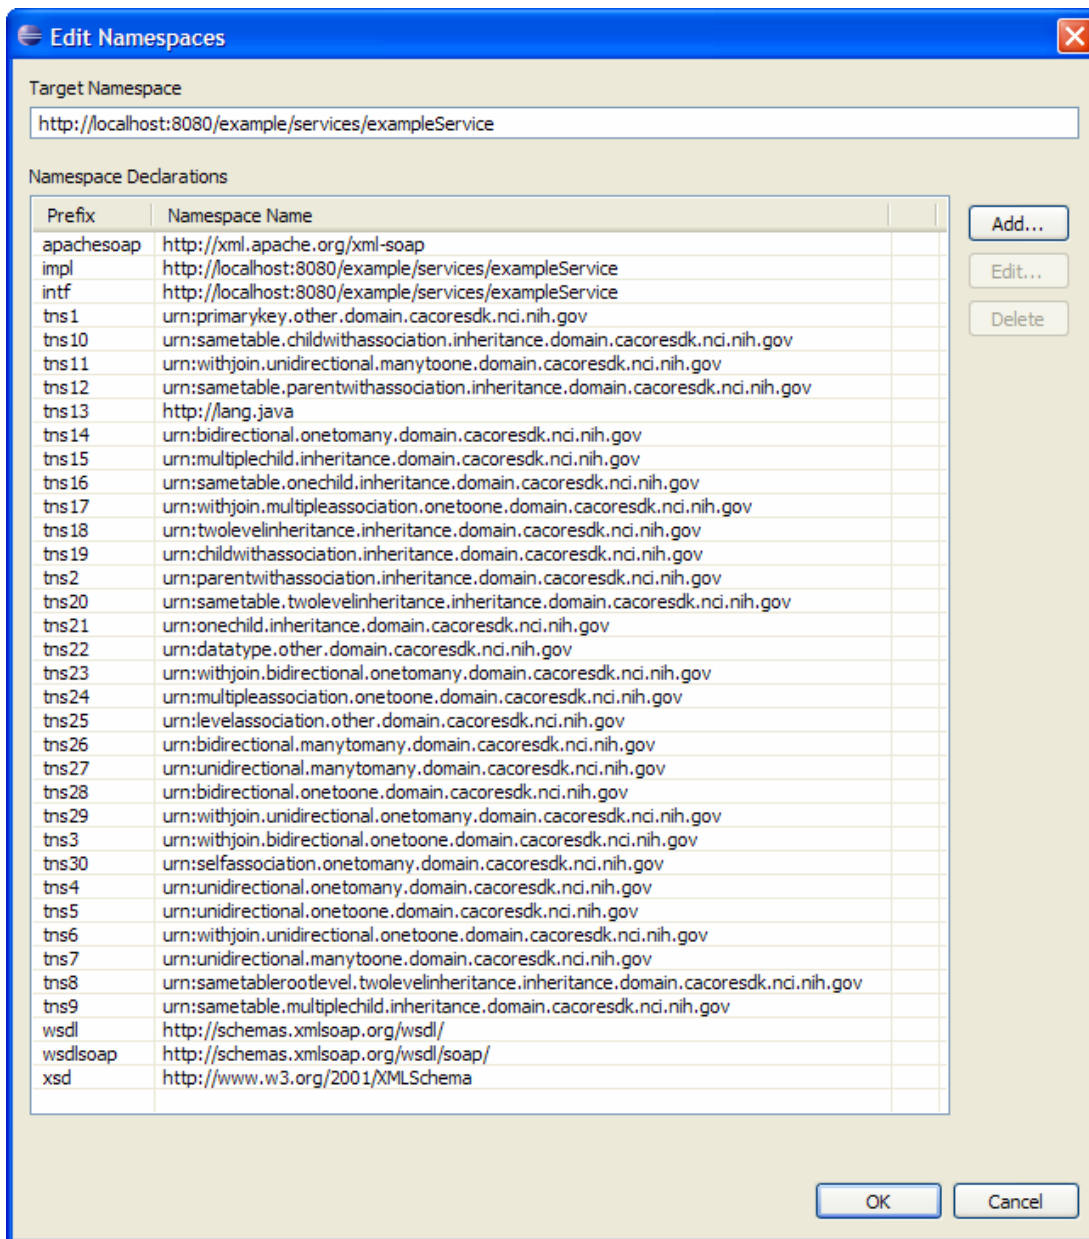 Edit Namespaces
Target Namespace
http://localhost:8080/example/services/exampleService
Namespace Declarations
Prefix Namespace Name
Add...
apachesoap http://xml.apache.org/xml-soap
impl http://localhost:8080/example/services/exampleService
Edit...
intf http://localhost:8080/example/services/exampleService
tns1 urn:primarykey.other.domain.cacoresdk.nci.nih.gov
Delete
tns10 urn:sametable.childwithassociation.inheritance.domain.cacoresdk.nci.nih.gov
tns11 urn:withjoin.unidirectional.manytoone.domain.cacoresdk.nci.nih.gov
tns12 urn:sametable.parentwithassociation.inheritance.domain.cacoresdk.nci.nih.gov
tns13 http://lang.java
tns14 urn:bidirectional.onetomany.domain.cacoresdk.nci.nih.gov
tns15 urn:multiplechild.inheritance.domain.cacoresdk.nci.nih.gov
tns16 urn:sametable.onechild.inheritance.domain.cacoresdk.nci.nih.gov
tns17 urn:withjoin.multipleassociation.onetoone.domain.cacoresdk.nci.nih.gov
tns18 urn:twolevelinheritance.inheritance.domain.cacoresdk.nci.nih.gov
tns19 urn:childwithassociation.inheritance.domain.cacoresdk.nci.nih.gov
tns2 urn:parentwithassociation.inheritance.domain.cacoresdk.nci.nih.gov
tns20 urn:sametable.twolevelinheritance.inheritance.domain.cacoresdk.nci.nih.gov
tns21 urn:onechild.inheritance.domain.cacoresdk.nci.nih.gov
tns22 urn:datatype.other.domain.cacoresdk.nci.nih.gov
tns23 urn:withjoin.bidirectional.onetomany.domain.cacoresdk.nci.nih.gov
tns24 urn:multipleassociation.onetoone.domain.cacoresdk.nci.nih.gov
tns25 urn:levelassociation.other.domain.cacoresdk.nci.nih.gov
tns26 urn:bidirectional.manytomany.domain.cacoresdk.nci.nih.gov
tns27 urn:unidirectional.manytomany.domain.cacoresdk.nci.nih.gov
tns28 urn:bidirectional.onetoone.domain.cacoresdk.nci.nih.gov
tns29 urn:withjoin.unidirectional.onetomany.domain.cacoresdk.nci.nih.gov
tns3 urn:withjoin.bidirectional.onetoone.domain.cacoresdk.nci.nih.gov
tns30 urn:selfassociation.onetomany.domain.cacoresdk.nci.nih.gov
tns4 urn:unidirectional.onetomany.domain.cacoresdk.nci.nih.gov
tns5 urn:unidirectional.onetoone.domain.cacoresdk.nci.nih.gov
tns6 urn:withjoin.unidirectional.onetoone.domain.cacoresdk.nci.nih.gov
tns7 urn:unidirectional.manytoone.domain.cacoresdk.nci.nih.gov
tns8 urn:sametablerootlevel.twolevelinheritance.inheritance.domain.cacoresdk.nci.nih.gov
tns9 urn:sametable.multiplechild.inheritance.domain.cacoresdk.nci.nih.gov
wsdl http://schemas.xmlsoap.org/wsdl/
wsdlsoap http://schemas.xmlsoap.org/wsdl/soap/
xsd http://www.w3.org/2001/XMLSchema
OK Cancel